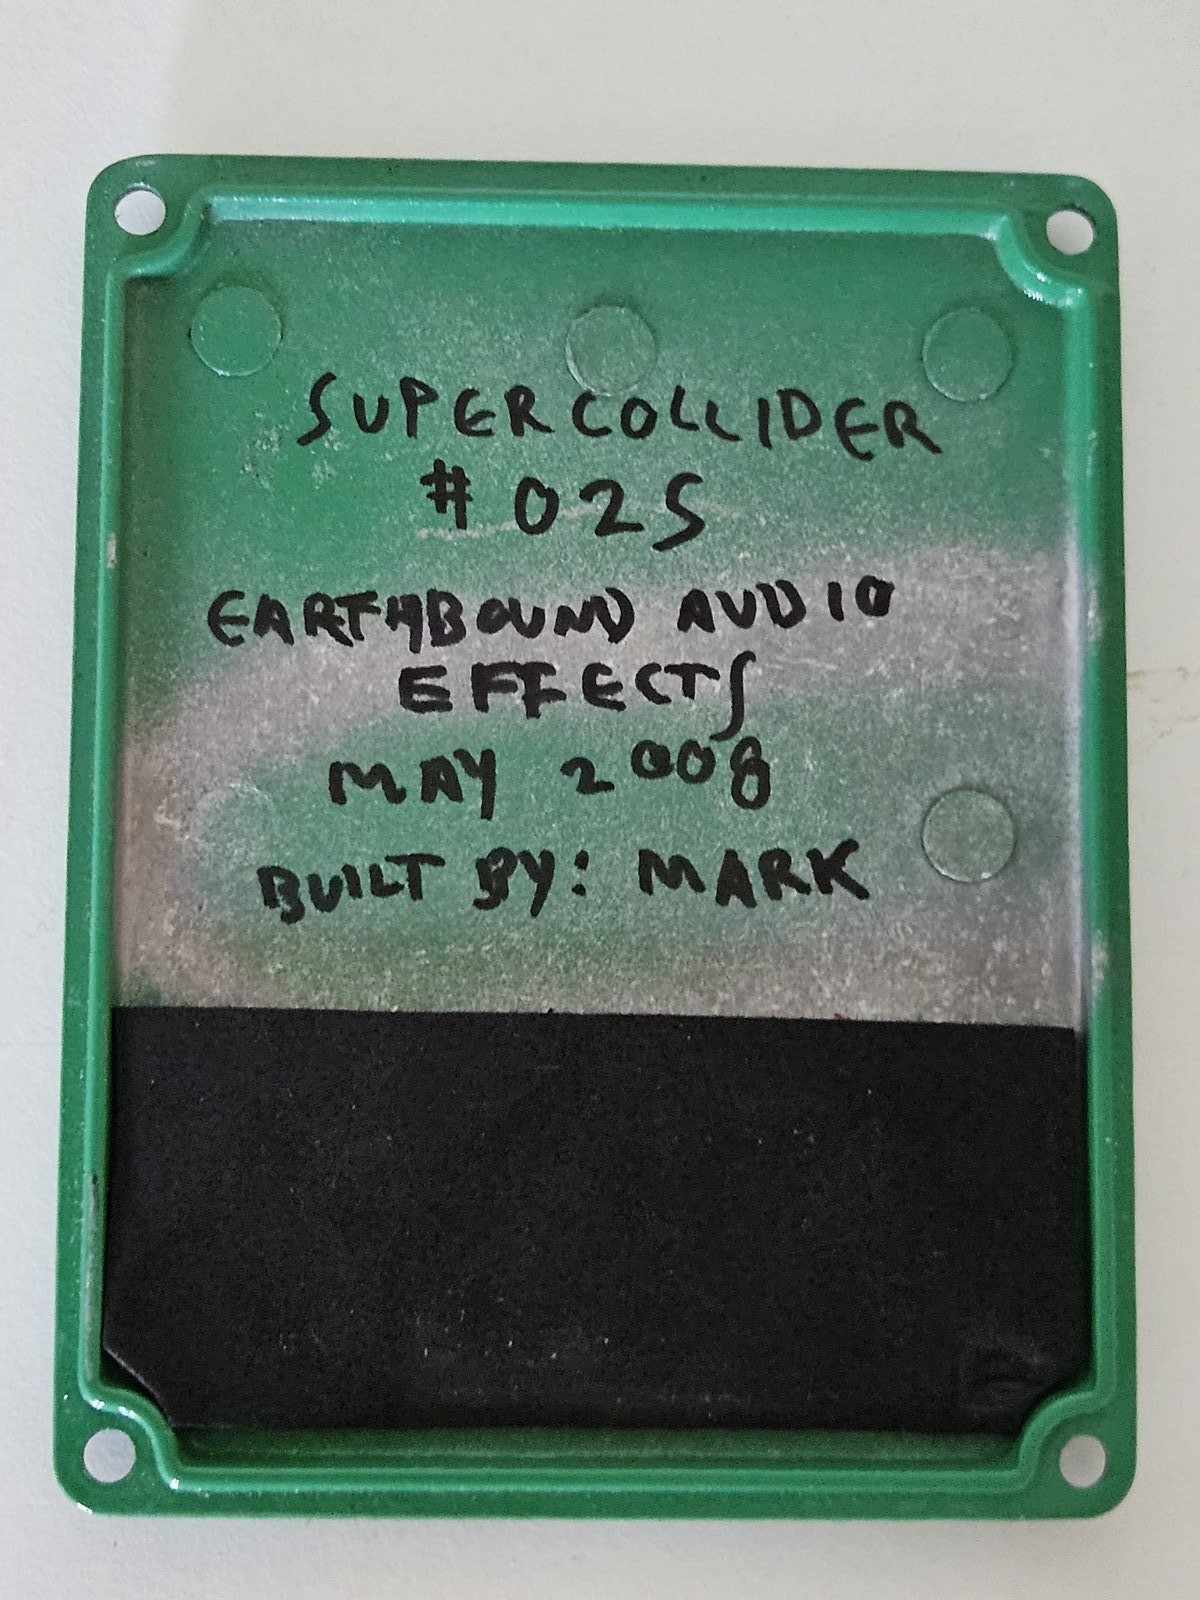 SUPERCOLLIDER
#025
EARTHBOUND AUDIO
EFFECTS
MAY 2008
BUILT BY: MARK